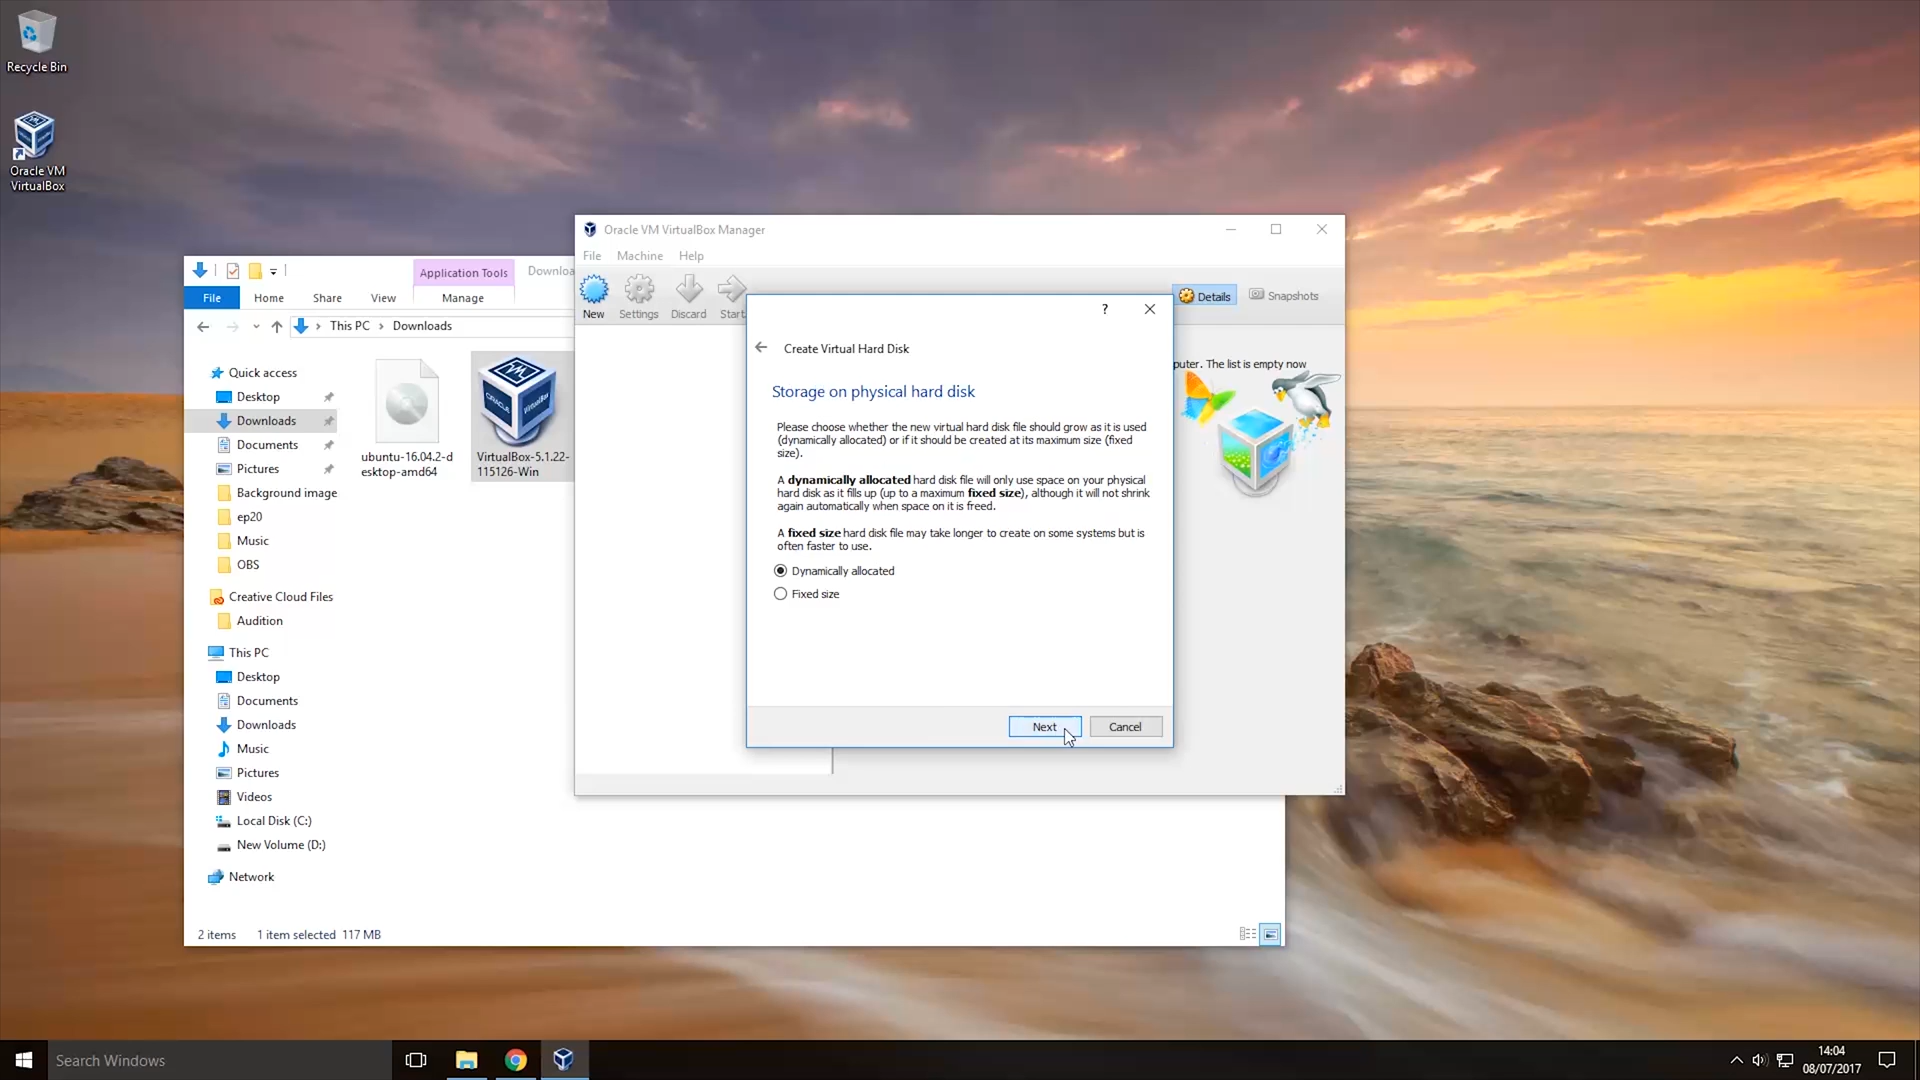 Recycle Bin
Oracle VM
VirtualBox
Oracle VM VirtualBox Manager
File Machine Help
New Settings Discard Start
Details Snapshots
puter. The list is empty now
Create Virtual Hard Disk
Storage on physical hard disk
Please choose whether the new virtual hard disk file should grow as it is used
(dynamically allocated) or if it should be created at its maximum size (fixed
size).
A dynamically allocated hard disk file will only use space on your physical
hard disk as it fills up (up to a maximum fixed size), although it will not shrink
again automatically when space on it is freed.
A fixed size hard disk file may take longer to create on some systems but is
often faster to use.
Dynamically allocated
Fixed size
Next Cancel
Application Tools Downloa
File Home Share View Manage
This PC Downloads
Quick access
Desktop
Downloads
Documents
Pictures
Background image
ep20
Music
OBS
Creative Cloud Files
Audition
This PC
Desktop
Documents
Downloads
Music
Pictures
Videos
Local Disk (C:)
New Volume (D:)
Network
ubuntu-16.04.2-d
esktop-amd64
ORACLE VirtualBox
VirtualBox-5.1.22-
115126-Win
2 items 1 item selected 117 MB
Search Windows
14:04
08/07/2017